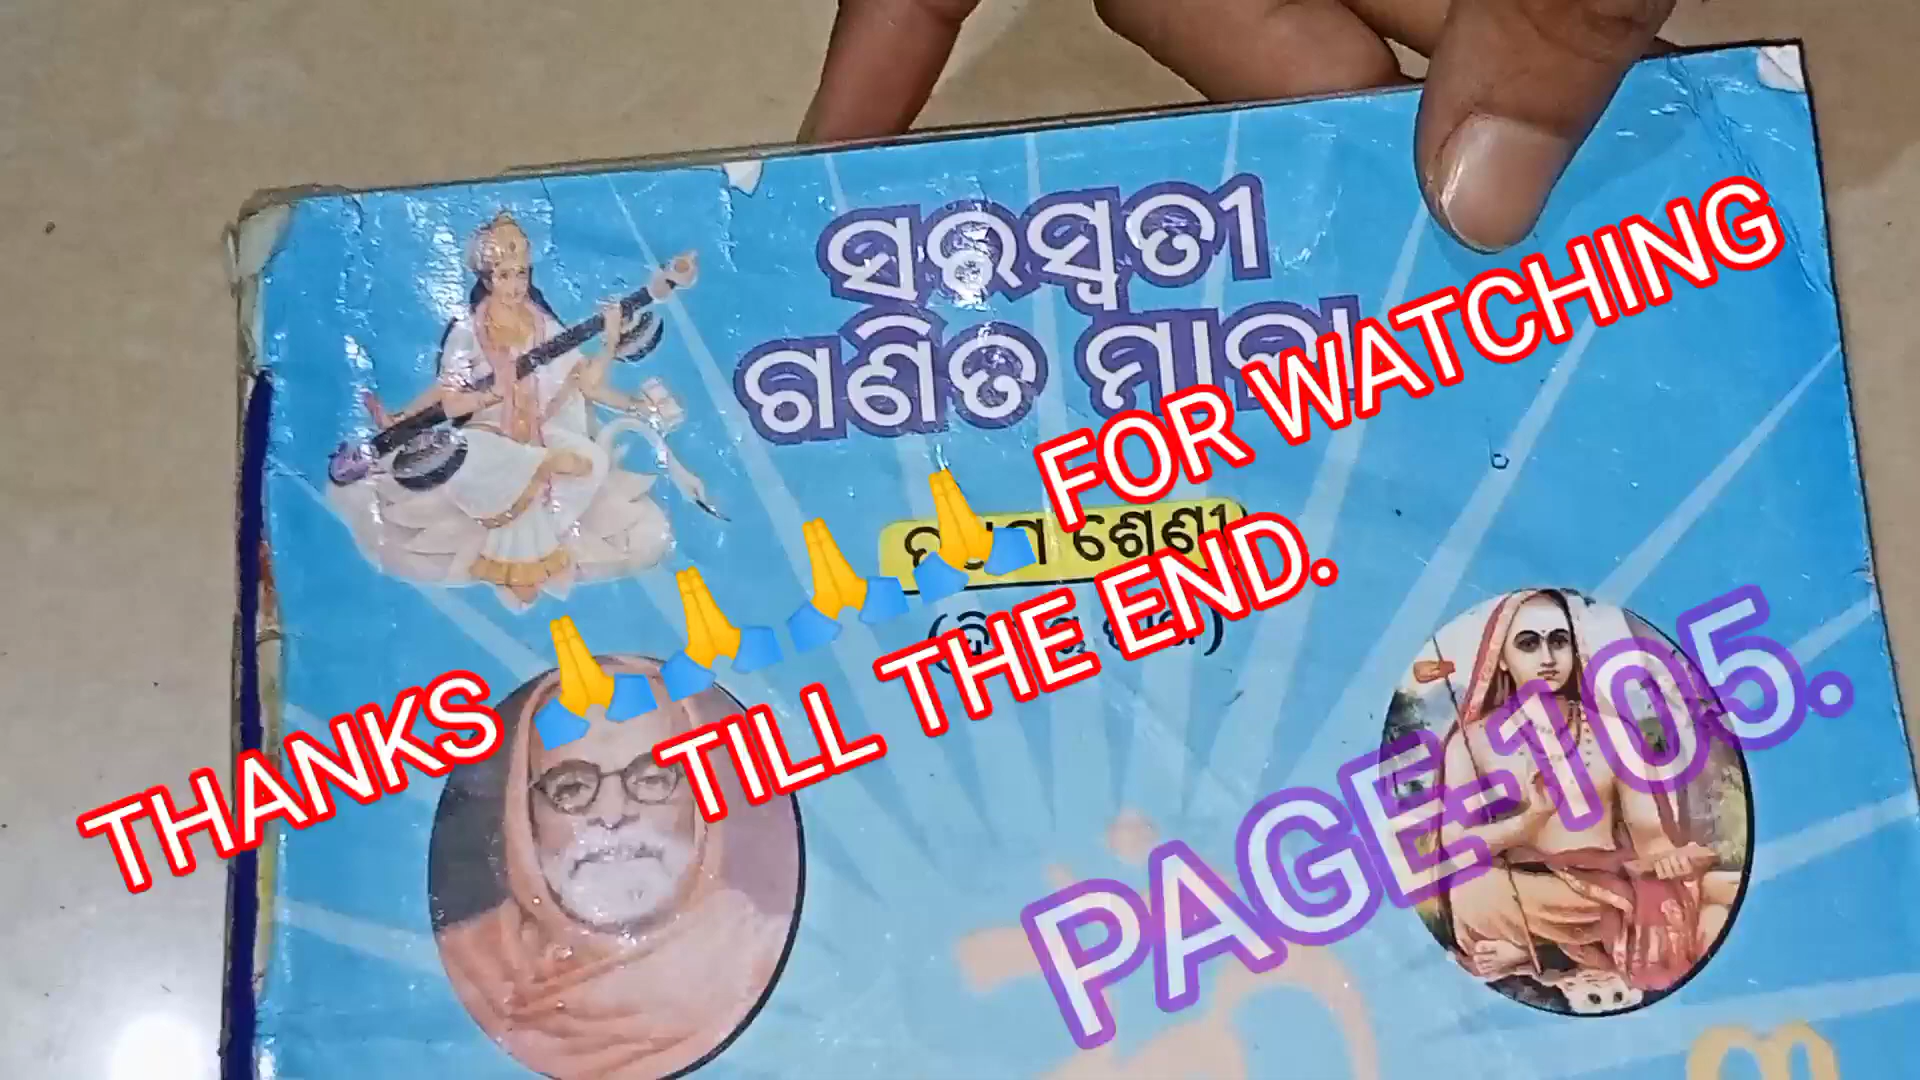 ସରସ୍ୱତୀ
ଗଣିତ ମାଳା
ଶ୍ରେଣୀ
THANKS 🙏🙏🙏🙏 FOR WATCHING
TILL THE END.
PAGE-105.